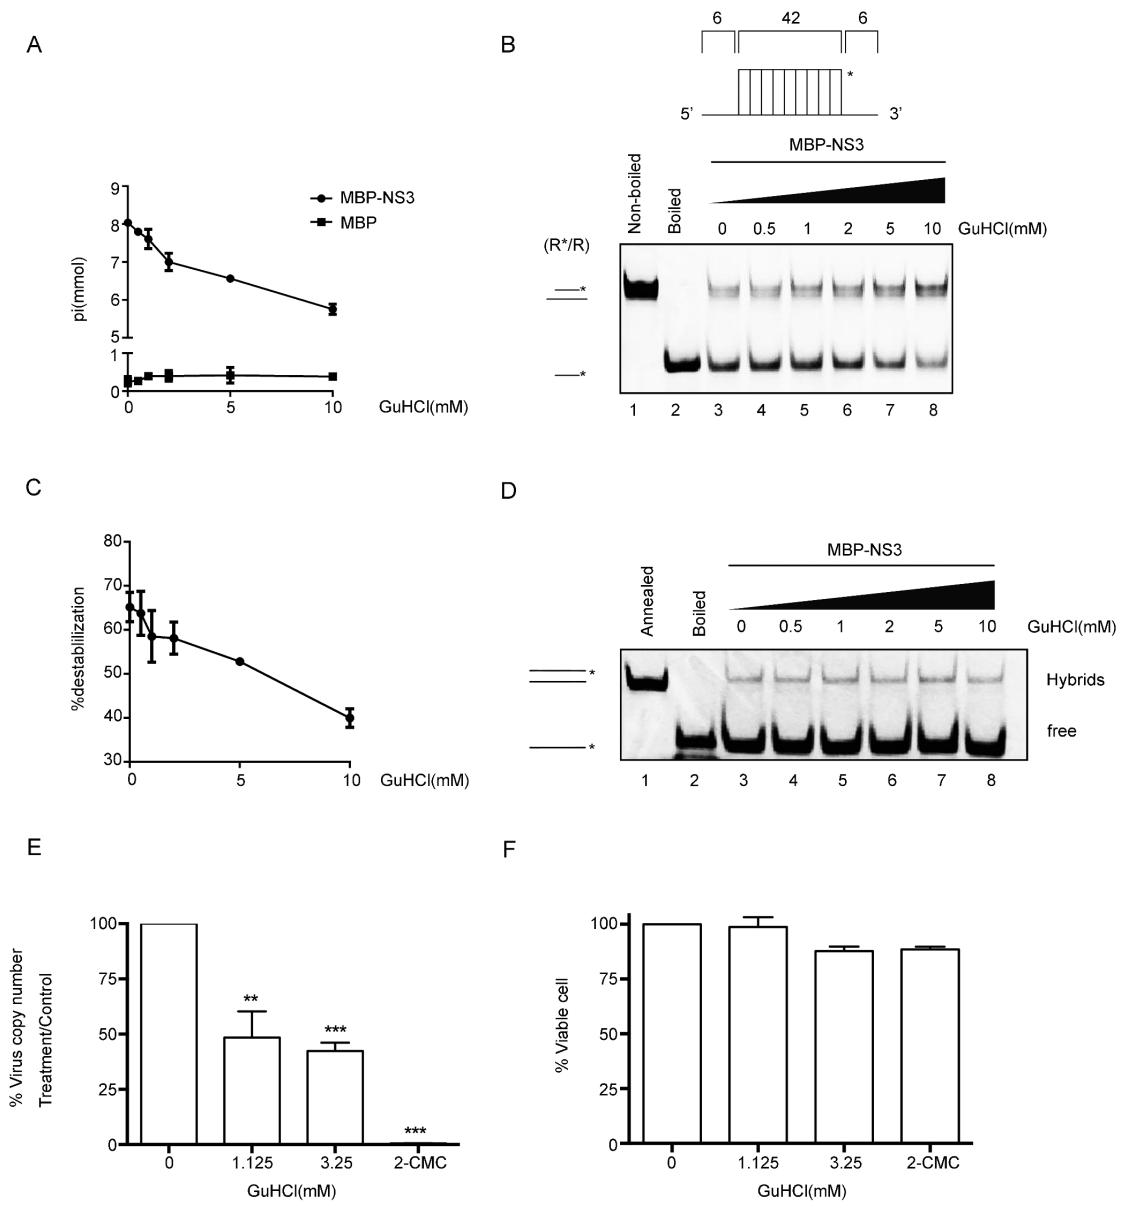 A
9
8
7
6
5
1
0
pi(mmol)
MBP-NS3
MBP
0 5 10 GuHCl(mM)
B
6 42 6
*
5’ 3’
Non-boiled
Boiled
MBP-NS3
0 0.5 1 2 5 10 GuHCl(mM)
(R*/R)
*
*
1 2 3 4 5 6 7 8
C
80
70
60
50
40
30
%destablilization
0 5 10 GuHCl(mM)
D
Annealed
Boiled
MBP-NS3
0 0.5 1 2 5 10 GuHCl(mM)
* Hybrids
* free
1 2 3 4 5 6 7 8
E
% Virus copy number
Treatment/Control
100
75
50
25
0
** *** ***
0 1.125 3.25 2-CMC
GuHCl(mM)
F
% Viable cell
100
75
50
25
0
0 1.125 3.25 2-CMC
GuHCl(mM)